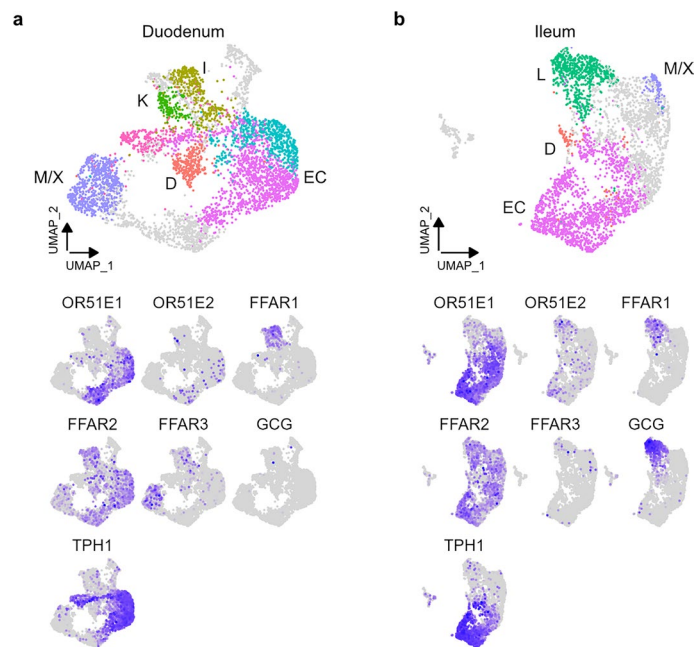 a
Duodenum
I
K
M/X
D
EC
UMAP_2
UMAP_1
OR51E1 OR51E2 FFAR1
FFAR2 FFAR3 GCG
TPH1
b
Ileum
L
M/X
D
EC
UMAP_2
UMAP_1
OR51E1 OR51E2 FFAR1
FFAR2 FFAR3 GCG
TPH1